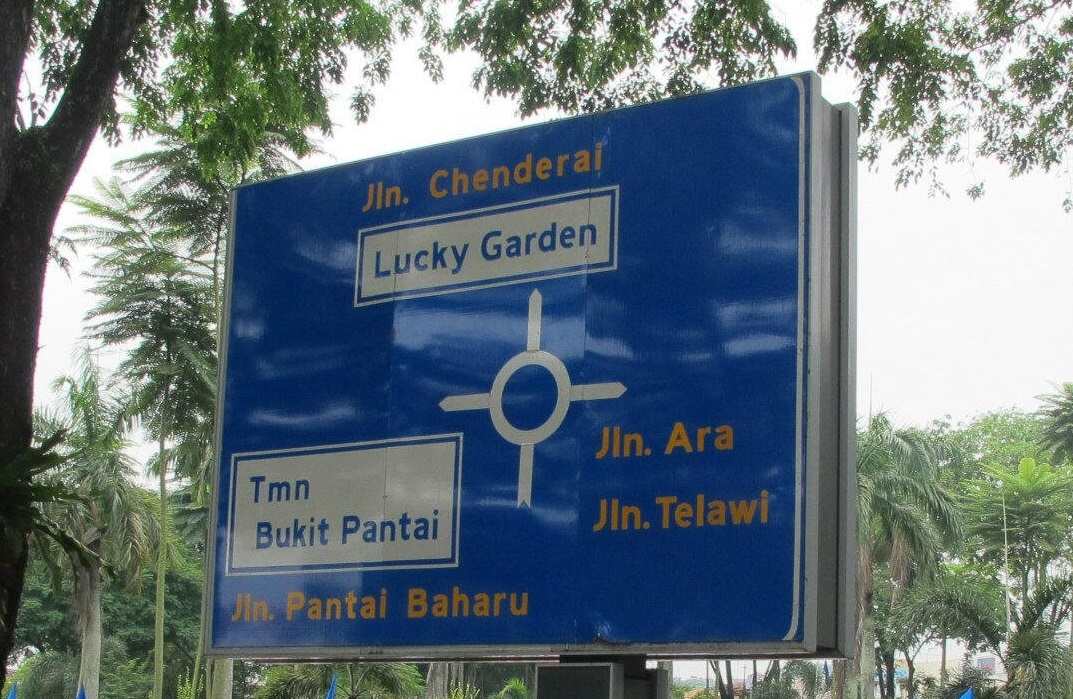 Jln. Chenderai
Lucky Garden
Jln. Ara
Jln. Telawi
Tmn
Bukit Pantai
Jln. Pantai Baharu